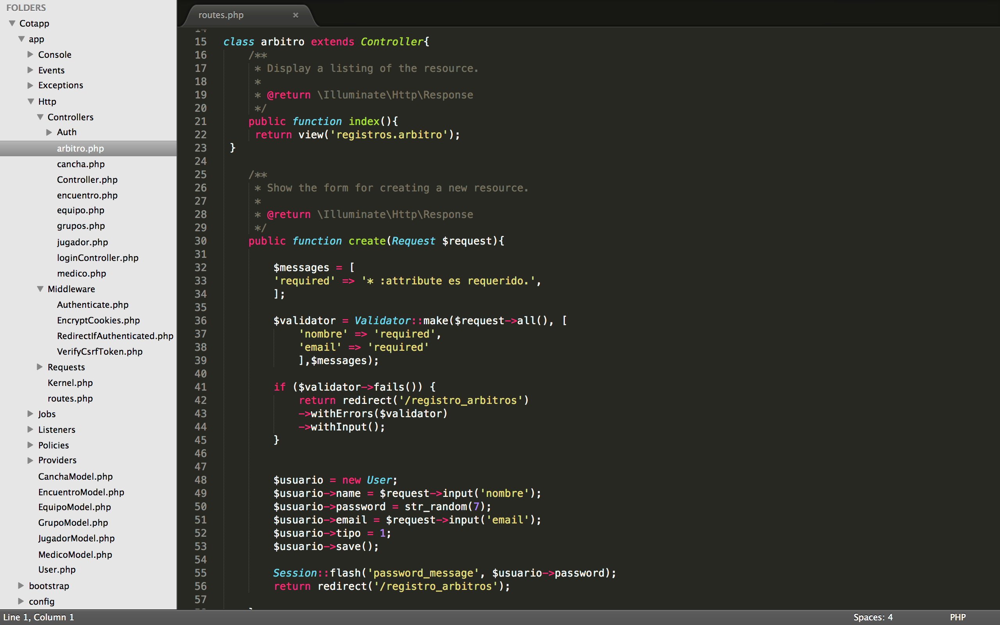 FOLDERS
Cotapp
app
Console
Events
Exceptions
Http
Controllers
Auth
arbitro.php
cancha.php
Controller.php
encuentro.php
equipo.php
grupos.php
jugador.php
loginController.php
medico.php
Middleware
Authenticate.php
EncryptCookies.php
RedirectIfAuthenticated.php
VerifyCsrfToken.php
Requests
Kernel.php
routes.php
Jobs
Listeners
Policies
Providers
CanchaModel.php
EncuentroModel.php
EquipoModel.php
GrupoModel.php
JugadorModel.php
MedicoModel.php
User.php
bootstrap
config
routes.php ×
14
15 class arbitro extends Controller{
16 /**
17 * Display a listing of the resource.
18 *
19 * @return \Illuminate\Http\Response
20 */
21 public function index(){
22 return view('registros.arbitro');
23 }
24
25 /**
26 * Show the form for creating a new resource.
27 *
28 * @return \Illuminate\Http\Response
29 */
30 public function create(Request $request){
31
32 $messages = [
33 'required' => '* :attribute es requerido.',
34 ];
35
36 $validator = Validator::make($request->all(), [
37 'nombre' => 'required',
38 'email' => 'required'
39 ],$messages);
40
41 if ($validator->fails()) {
42 return redirect('/registro_arbitros')
43 ->withErrors($validator)
44 ->withInput();
45 }
46
47
48 $usuario = new User;
49 $usuario->name = $request->input('nombre');
50 $usuario->password = str_random(7);
51 $usuario->email = $request->input('email');
52 $usuario->tipo = 1;
53 $usuario->save();
54
55 Session::flash('password_message', $usuario->password);
56 return redirect('/registro_arbitros');
57
Line 1, Column 1
Spaces: 4
PHP